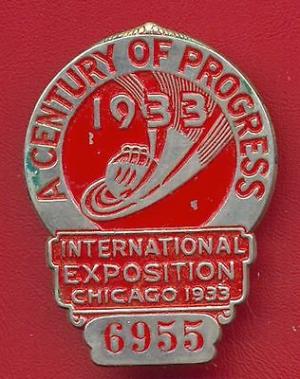 A CENTURY OF PROGRESS
1933
INTERNATIONAL
EXPOSITION
CHICAGO 1933
6955